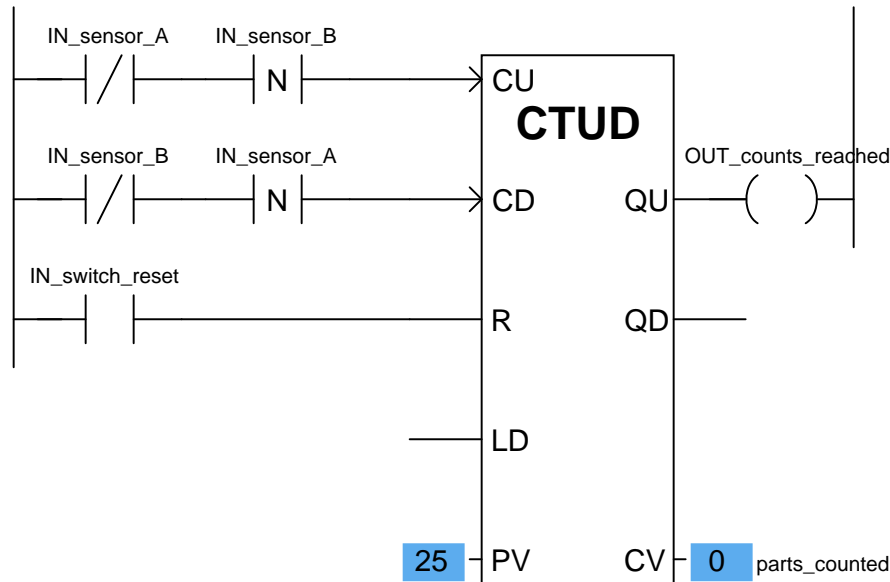 IN_sensor_A IN_sensor_B
N
CU
CTUD
IN_sensor_B IN_sensor_A
OUT_counts_reached
N
CD
QU
IN_switch_reset
R
QD
LD
25
PV
CV
0
parts_counted